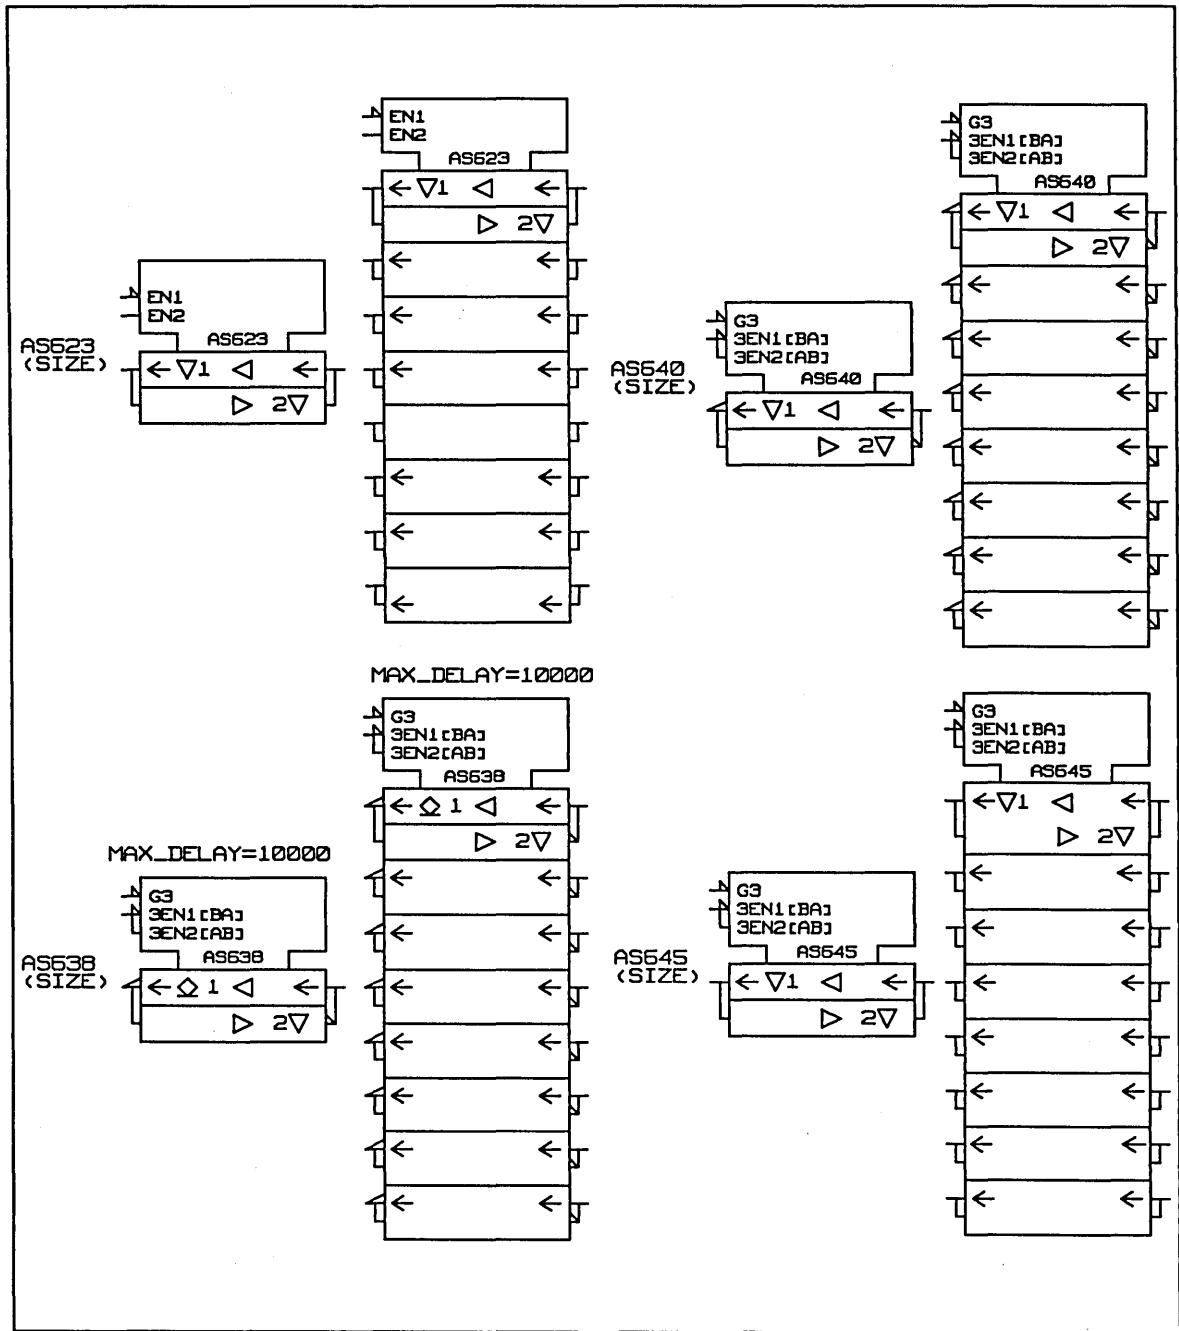 EN1
EN2
AS623
▽1 ◁
▷ 2▽
AS623
(SIZE)
EN1
EN2
AS623
▽1 ◁
▷ 2▽
G3
3EN1[BA]
3EN2[AB]
AS640
▽1 ◁
▷ 2▽
AS640
(SIZE)
G3
3EN1[BA]
3EN2[AB]
AS640
▽1 ◁
▷ 2▽
MAX_DELAY=10000
G3
3EN1[BA]
3EN2[AB]
AS638
1 ◁
▷ 2▽
MAX_DELAY=10000
AS638
(SIZE)
G3
3EN1[BA]
3EN2[AB]
AS638
1 ◁
▷ 2▽
G3
3EN1[BA]
3EN2[AB]
AS645
▽1 ◁
▷ 2▽
AS645
(SIZE)
G3
3EN1[BA]
3EN2[AB]
AS645
▽1 ◁
▷ 2▽